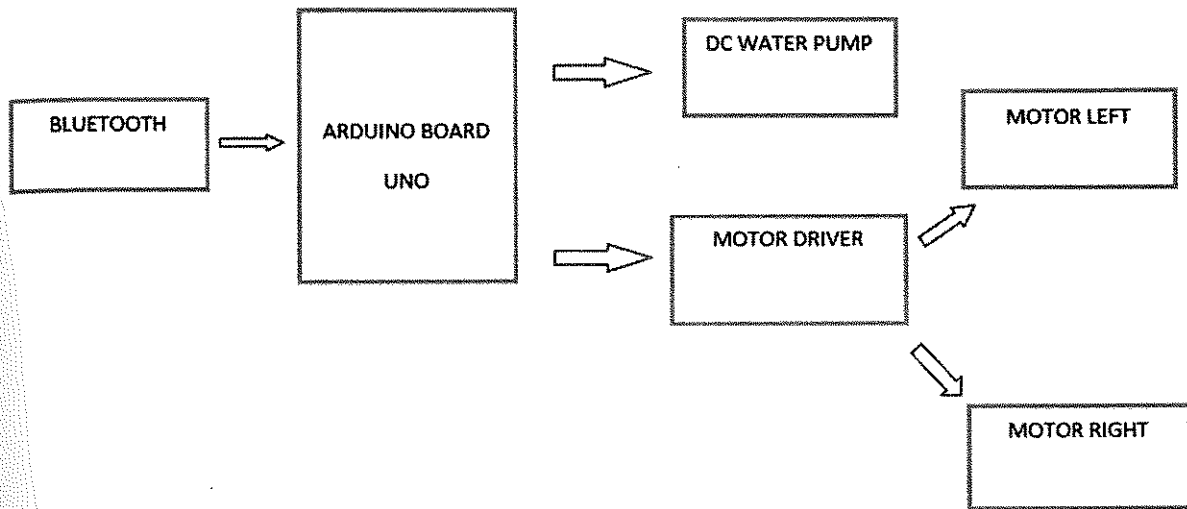 BLUETOOTH
ARDUINO BOARD
UNO
DC WATER PUMP
MOTOR DRIVER
MOTOR LEFT
MOTOR RIGHT